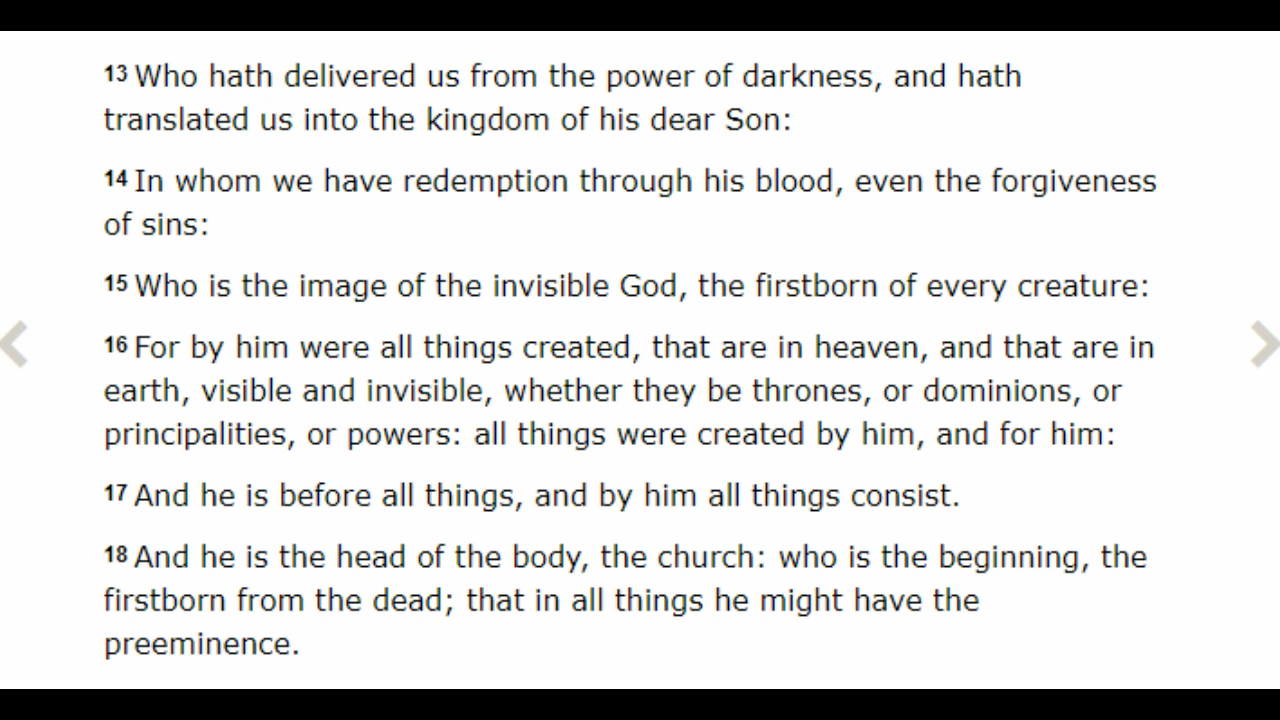 13 Who hath delivered us from the power of darkness, and hath
translated us into the kingdom of his dear Son:
14 In whom we have redemption through his blood, even the forgiveness
of sins:
15 Who is the image of the invisible God, the firstborn of every creature:
16 For by him were all things created, that are in heaven, and that are in
earth, visible and invisible, whether they be thrones, or dominions, or
principalities, or powers: all things were created by him, and for him:
17 And he is before all things, and by him all things consist.
18 And he is the head of the body, the church: who is the beginning, the
firstborn from the dead; that in all things he might have the
preeminence.